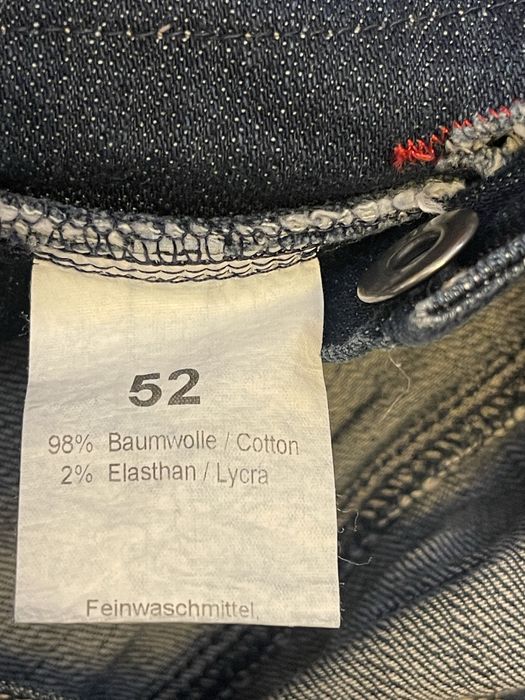 52
98% Baumwolle / Cotton
2% Elasthan / Lycra
Feinwaschmittel